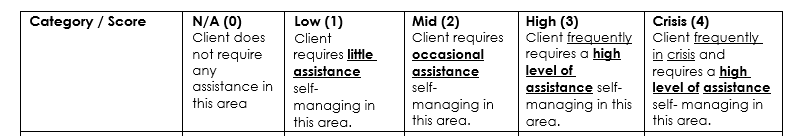 Category / Score
N/A (0)
Client does
not require
any
assistance in
this area
Low (1)
Client
requires little
assistance
self-
managing in
this area.
Mid (2)
Client requires
occasional
assistance
self-
managing in
this area.
High (3)
Client frequently
requires a high
level of
assistance self-
managing in this
area.
Crisis (4)
Client frequently
in crisis and
requires a high
level of assistance
self- managing in
this area.